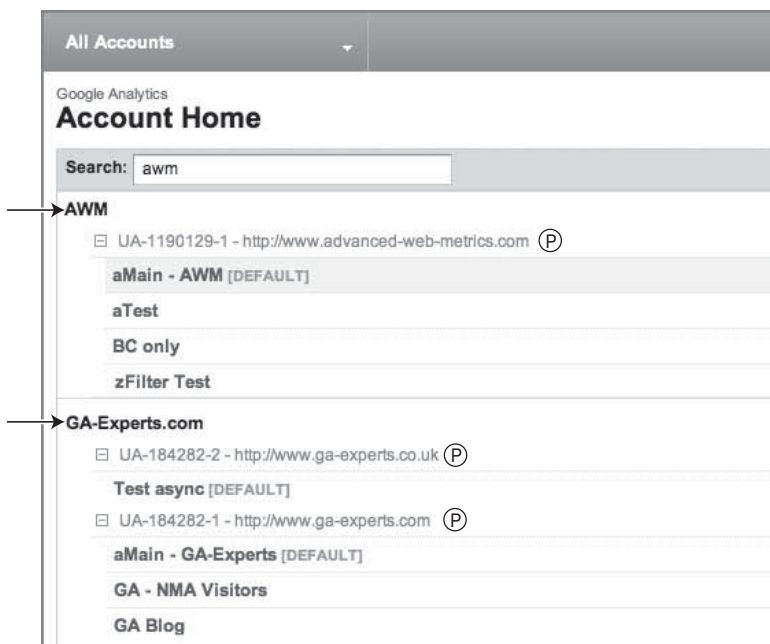 All Accounts
Google Analytics
Account Home
Search: awm
AWM
UA-1190129-1 - http://www.advanced-web-metrics.com P
aMain - AWM [DEFAULT]
aTest
BC only
zFilter Test
GA-Experts.com
UA-184282-2 - http://www.ga-experts.co.uk P
Test async [DEFAULT]
UA-184282-1 - http://www.ga-experts.com P
aMain - GA-Experts [DEFAULT]
GA - NMA Visitors
GA Blog